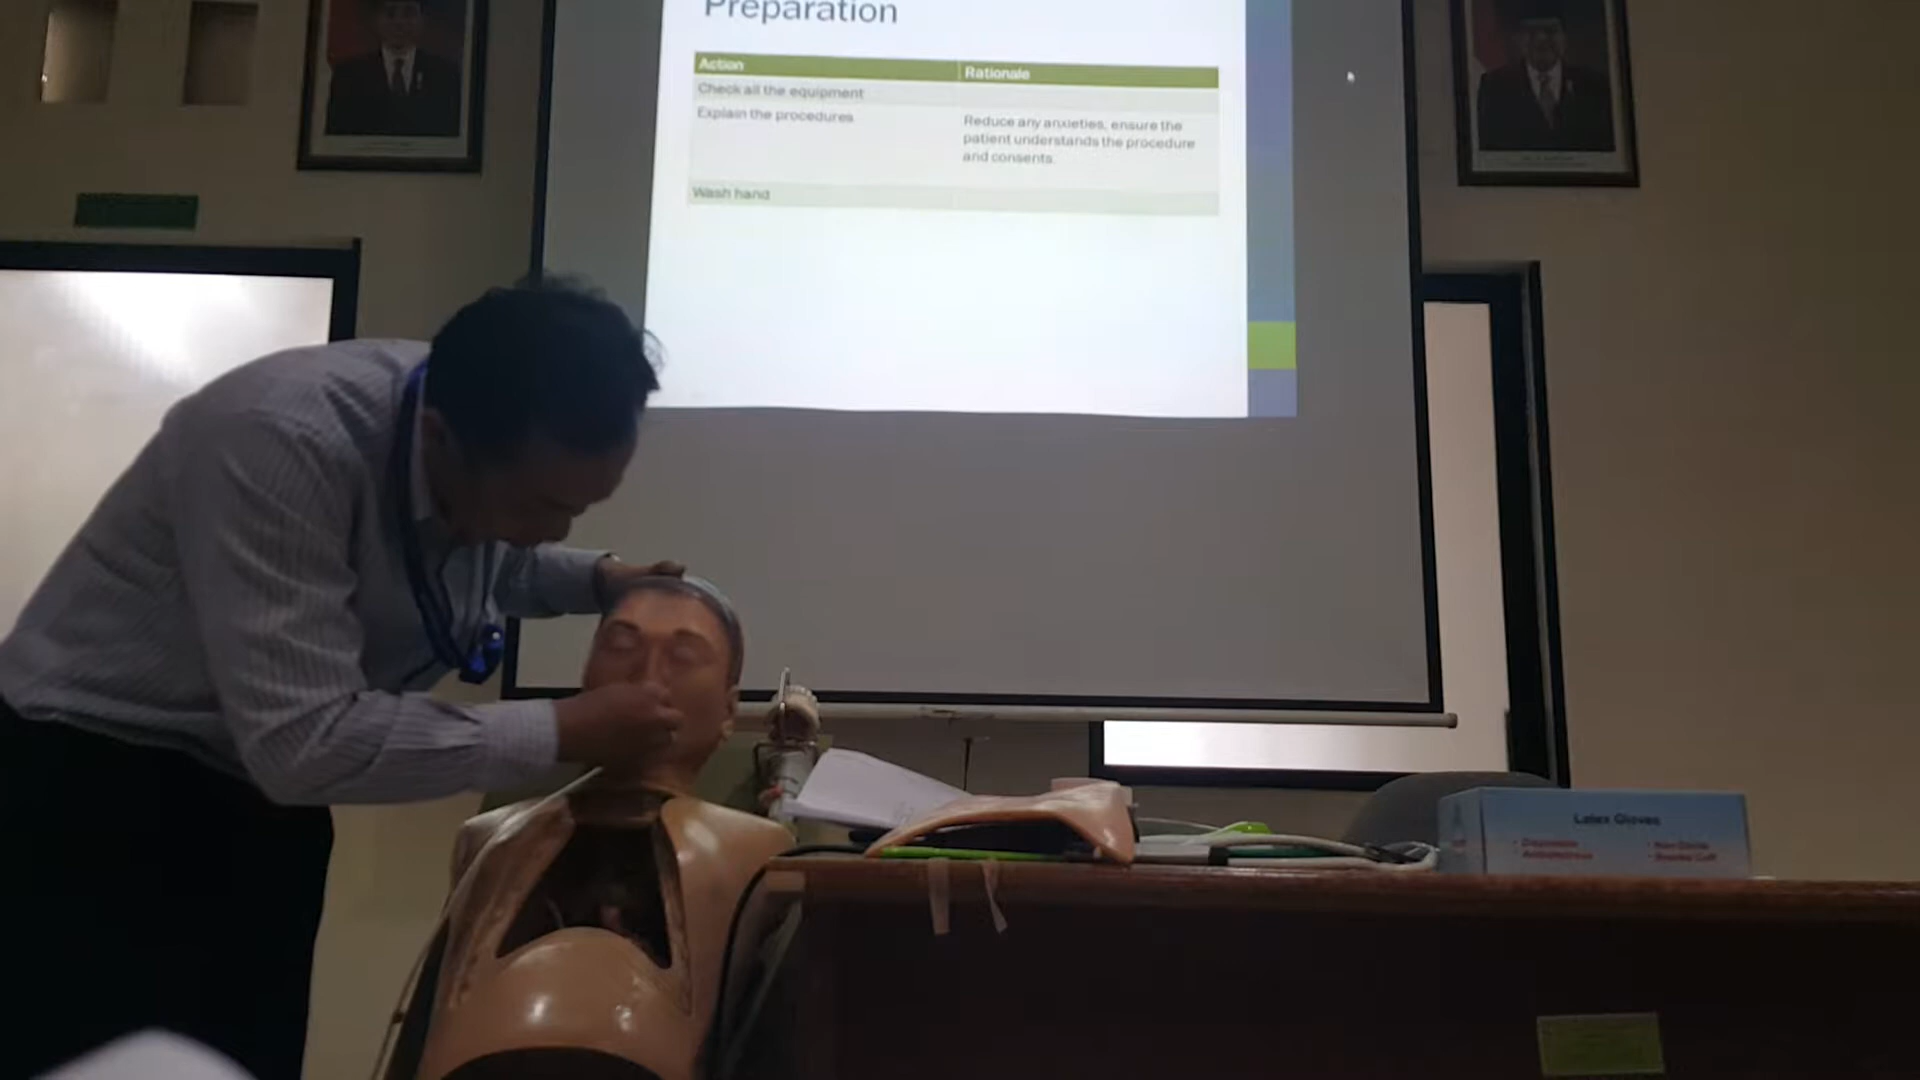 Preparation
Action
Rationale
Check all the equipment
Explain the procedures
Reduce any anxieties, ensure the
patient understands the procedure
and consents.
Wash hand
Latex Gloves